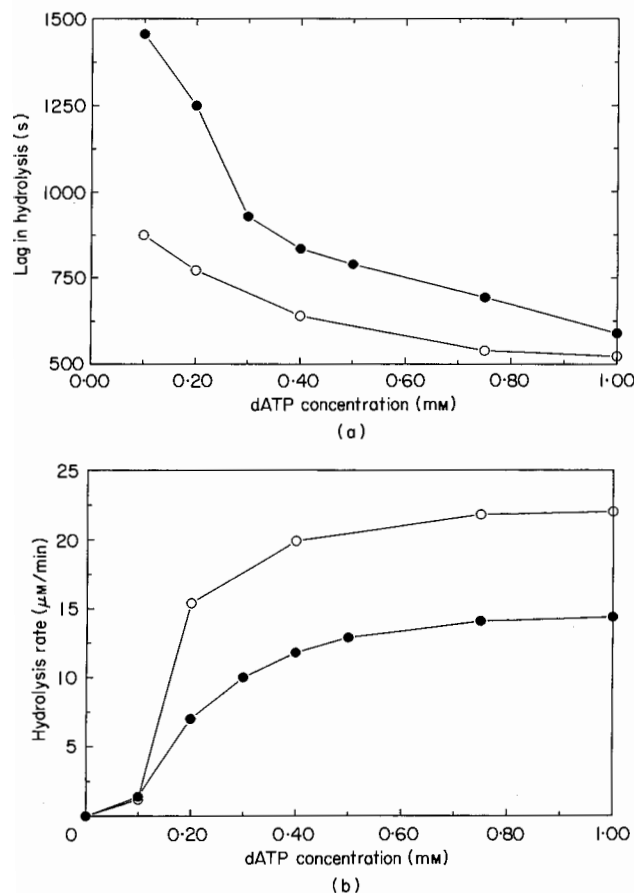 1500
1250
1000
750
500
Lag in hydrolysis (s)
0·00 0·20 0·40 0·60 0·80 1·00
dATP concentration (mM)
(a)
25
20
15
10
5
Hydrolysis rate (μM/min)
0 0·20 0·40 0·60 0·80 1·00
dATP concentration (mM)
(b)